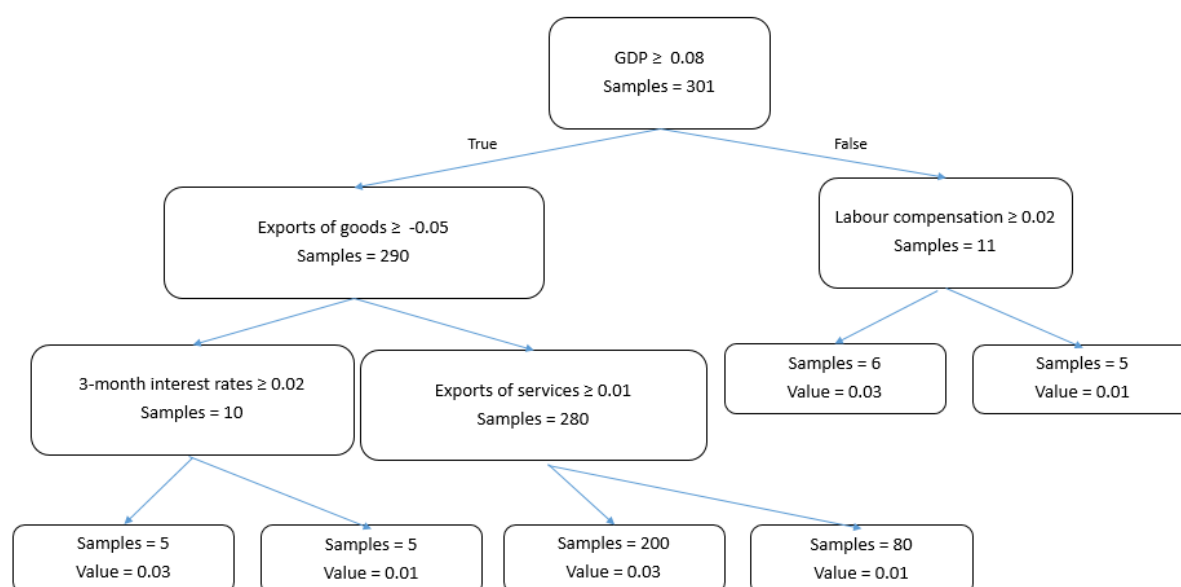 GDP ≥ 0.08
Samples = 301
True
False
Exports of goods ≥ -0.05
Samples = 290
Labour compensation ≥ 0.02
Samples = 11
3-month interest rates ≥ 0.02
Samples = 10
Exports of services ≥ 0.01
Samples = 280
Samples = 6
Value = 0.03
Samples = 5
Value = 0.01
Samples = 5
Value = 0.03
Samples = 5
Value = 0.01
Samples = 200
Value = 0.03
Samples = 80
Value = 0.01